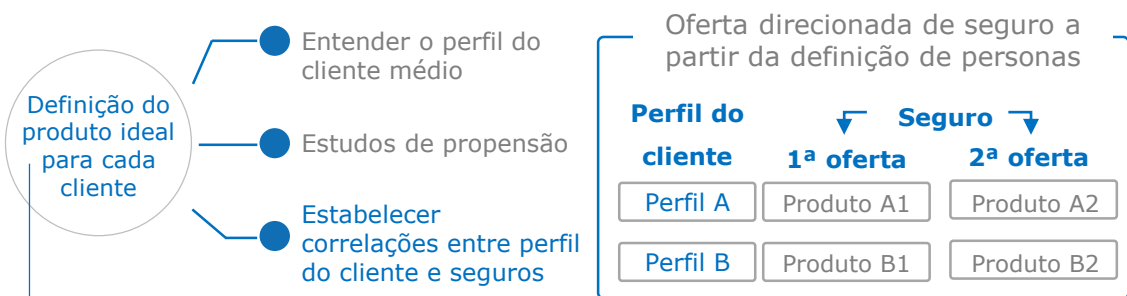 Definição do
produto ideal
para cada
cliente
Entender o perfil do
cliente médio
Estudos de propensão
Estabelecer
correlações entre perfil
do cliente e seguros
Oferta direcionada de seguro a
partir da definição de personas
Perfil do
cliente
Seguro
1ª oferta
2ª oferta
Perfil A
Produto A1
Produto A2
Perfil B
Produto B1
Produto B2